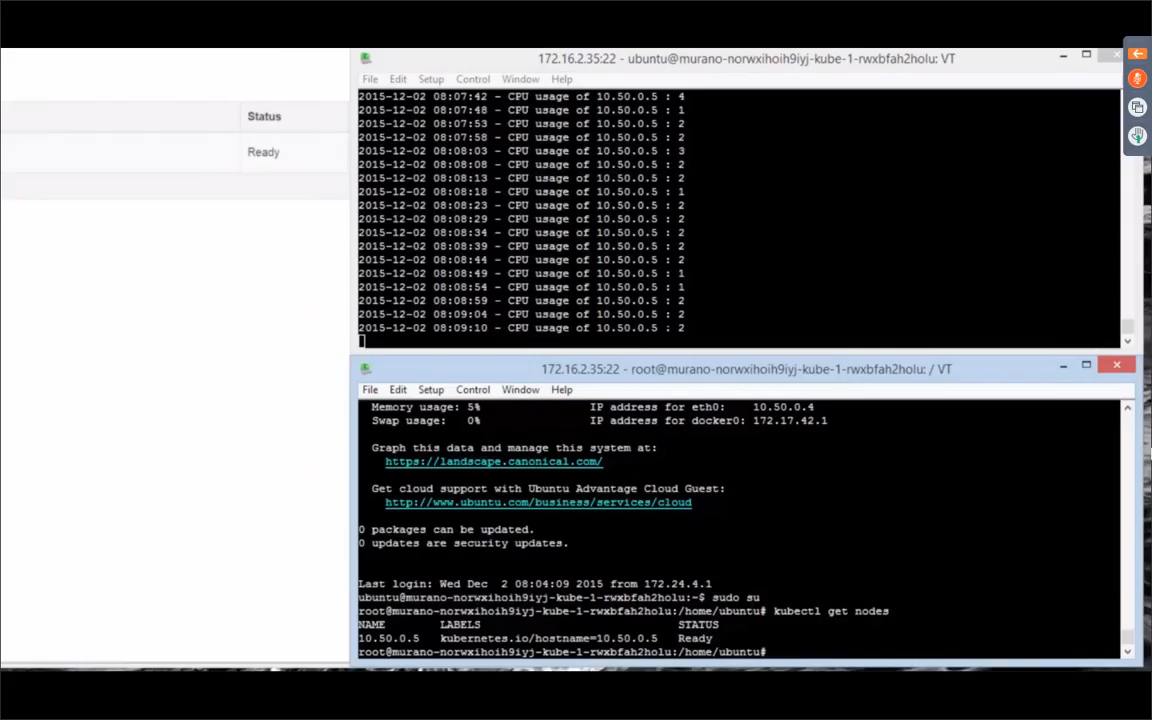 Status
Ready
172.16.2.35:22 - ubuntu@murano-norwxihoih9iyj-kube-1-rwxbfah2holu: VT
File Edit Setup Control Window Help
2015-12-02 08:07:42 - CPU usage of 10.50.0.5 : 4
2015-12-02 08:07:48 - CPU usage of 10.50.0.5 : 1
2015-12-02 08:07:53 - CPU usage of 10.50.0.5 : 2
2015-12-02 08:07:58 - CPU usage of 10.50.0.5 : 2
2015-12-02 08:08:03 - CPU usage of 10.50.0.5 : 3
2015-12-02 08:08:08 - CPU usage of 10.50.0.5 : 2
2015-12-02 08:08:13 - CPU usage of 10.50.0.5 : 2
2015-12-02 08:08:18 - CPU usage of 10.50.0.5 : 1
2015-12-02 08:08:23 - CPU usage of 10.50.0.5 : 2
2015-12-02 08:08:29 - CPU usage of 10.50.0.5 : 2
2015-12-02 08:08:34 - CPU usage of 10.50.0.5 : 2
2015-12-02 08:08:39 - CPU usage of 10.50.0.5 : 2
2015-12-02 08:08:44 - CPU usage of 10.50.0.5 : 2
2015-12-02 08:08:49 - CPU usage of 10.50.0.5 : 1
2015-12-02 08:08:54 - CPU usage of 10.50.0.5 : 1
2015-12-02 08:08:59 - CPU usage of 10.50.0.5 : 2
2015-12-02 08:09:04 - CPU usage of 10.50.0.5 : 2
2015-12-02 08:09:10 - CPU usage of 10.50.0.5 : 2
172.16.2.35:22 - root@murano-norwxihoih9iyj-kube-1-rwxbfah2holu: / VT
File Edit Setup Control Window Help
Memory usage: 5% IP address for eth0: 10.50.0.4
Swap usage: 0% IP address for docker0: 172.17.42.1
Graph this data and manage this system at:
https://landscape.canonical.com/
Get cloud support with Ubuntu Advantage Cloud Guest:
http://www.ubuntu.com/business/services/cloud
0 packages can be updated.
0 updates are security updates.
Last login: Wed Dec 2 08:04:09 2015 from 172.24.4.1
ubuntu@murano-norwxihoih9iyj-kube-1-rwxbfah2holu:~$ sudo su
root@murano-norwxihoih9iyj-kube-1-rwxbfah2holu:/home/ubuntu# kubectl get nodes
NAME LABELS STATUS
10.50.0.5 kubernetes.io/hostname=10.50.0.5 Ready
root@murano-norwxihoih9iyj-kube-1-rwxbfah2holu:/home/ubuntu#